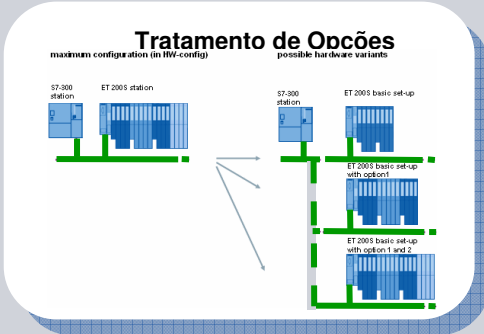 Tratamento de Opções
maximum configuration (in HW-config)
possible hardware variants
S7-300
station
ET 200S station
S7-300
station
ET 200S basic set-up
ET 200S basic set-up
with option1
ET 200S basic set-up
with option 1 and 2